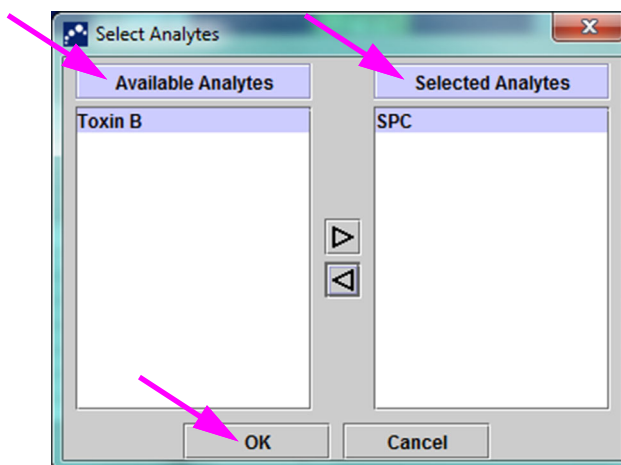 Select Analytes
Available Analytes
Selected Analytes
Toxin B
SPC
OK
Cancel